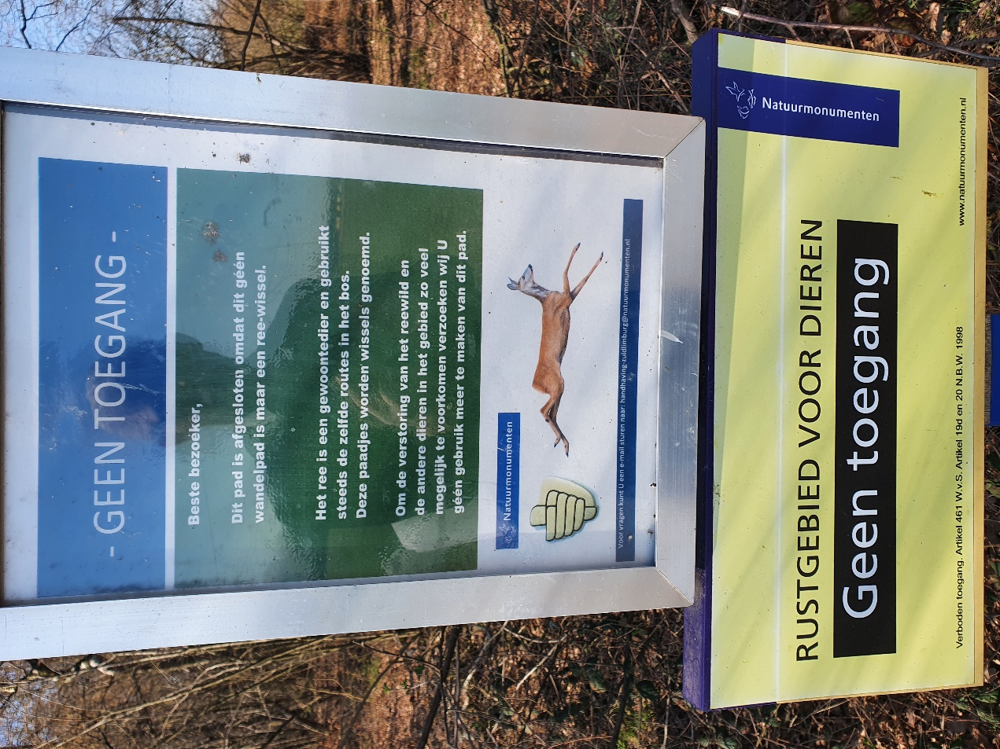 - GEEN TOEGANG -
Beste bezoeker,
Dit pad is afgesloten omdat dit géén
wandelpad is maar een ree-wissel.
Het ree is een gewoontedier en gebruikt
steeds de zelfde routes in het bos.
Deze paadjes worden wissels genoemd.
Om de verstoring van het reewild en
de andere dieren in het gebied zo veel
mogelijk te voorkomen verzoeken wij U
géén gebruik meer te maken van dit pad.
Natuurmonumenten
Voor vragen kunt U een e-mail sturen naar: handhaving-zuidlimburg@natuurmonumenten.nl
Natuurmonumenten
RUSTGEBIED VOOR DIEREN
Geen toegang
Verboden toegang. Artikel 461 W.v.S. Artikel 19d en 20 N.B.W. 1998
www.natuurmonumenten.nl